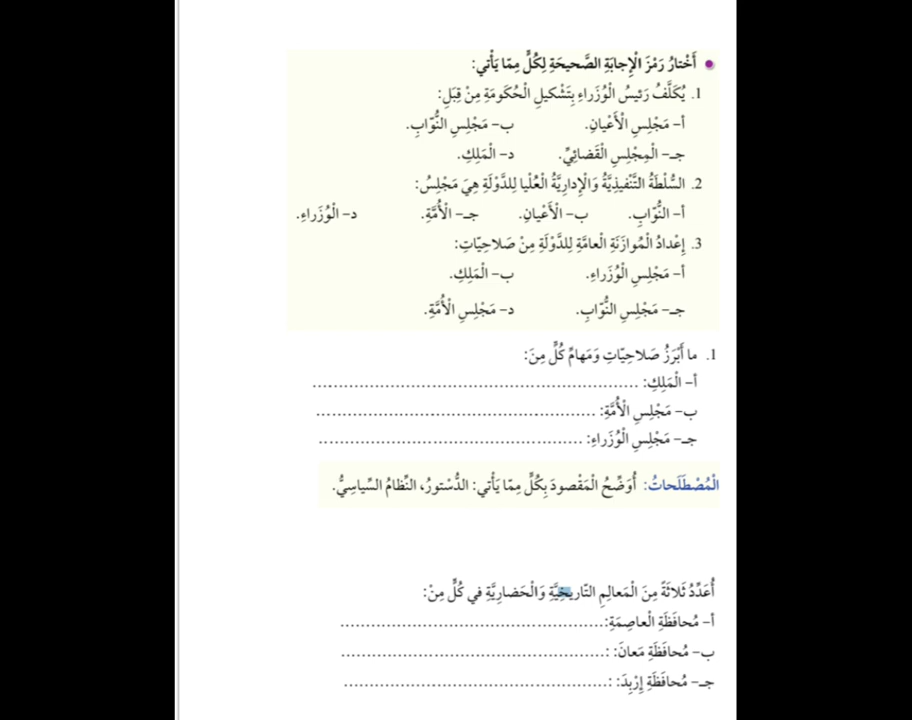 • أَخْتارُ رَمْزَ الْإِجابَةِ الصَّحيحَةِ لِكُلٍّ مِمّا يَأْتي:
1. يُكَلَّفُ رَئيسُ الْوُزَراءِ بِتَشْكيلِ الْحُكَومَةِ مِنْ قِبَلِ:
أ- مَجْلِسِ الْأَعْيانِ. ب- مَجْلِسِ النُّوّابِ.
جـ- الْمِجْلِسِ الْقَضائِيِّ. د- الْمَلِكِ.
2. السُّلْطَةُ التَّنْفيذِيَّةُ وَالْإِدارِيَّةُ الْعُلْيا لِلدَّوْلَةِ هِيَ مَجْلِسُ:
أ- النُّوّابِ. ب- الْأَعْيانِ. جـ- الْأُمَّةِ. د- الْوُزَراءِ.
3. إِعْدادُ الْمُوازَنَةِ الْعامَّةِ لِلدَّوْلَةِ مِنْ صَلاحِيّاتِ:
أ- مَجْلِسِ الْوُزَراءِ. ب- الْمَلِكِ.
جـ- مَجْلِسِ النُّوّابِ. د- مَجْلِسِ الْأُمَّةِ.
1. ما أَبْرَزُ صَلاحِيّاتِ وَمَهامِّ كُلٍّ مِنَ:
أ- الْمَلِكِ: ................................................................
ب- مَجْلِسِ الْأُمَّةِ: .......................................................
جـ- مَجْلِسِ الْوُزَراءِ: ....................................................
الْمُصْطَلَحاتُ: أُوَضِّحُ الْمَقْصودَ بِكُلٍّ مِمّا يَأْتي: الدُّسْتورُ، النِّظامُ السِّياسِيُّ.
أُعَدِّدُ ثَلاثَةً مِنَ الْمَعالِمِ التّاريخِيَّةِ وَالْحَضارِيَّةِ في كُلٍّ مِنْ:
أ- مُحافَظَةِ الْعاصِمَةِ:....................................................
ب- مُحافَظَةِ مَعانَ: :....................................................
جـ- مُحافَظَةِ إِرْبِدَ: :....................................................